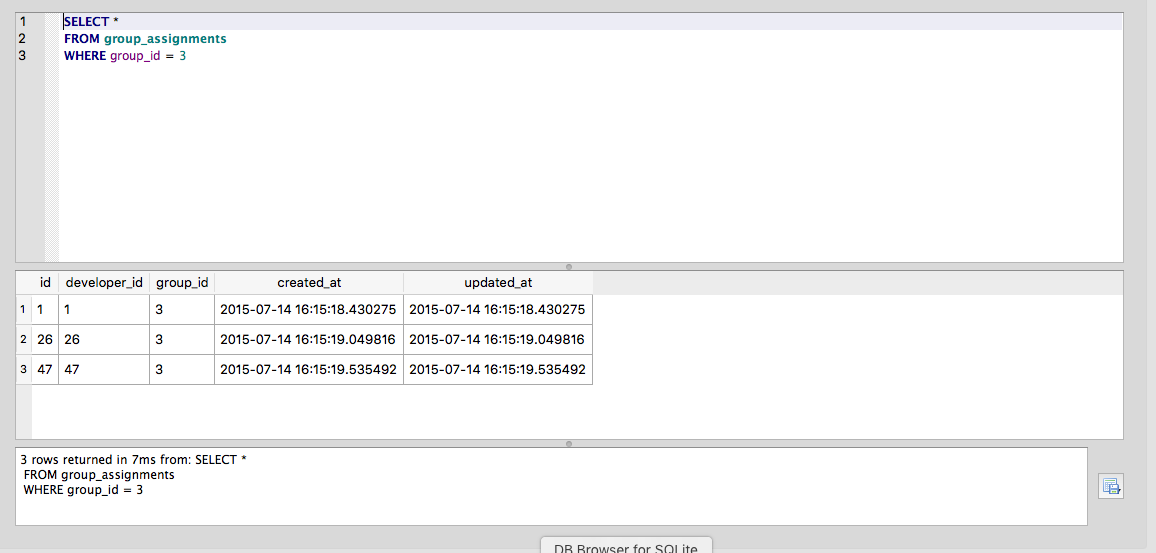 1 SELECT *
2 FROM group_assignments
3 WHERE group_id = 3
id developer_id group_id created_at updated_at
1 1 1 3 2015-07-14 16:15:18.430275 2015-07-14 16:15:18.430275
2 26 26 3 2015-07-14 16:15:19.049816 2015-07-14 16:15:19.049816
3 47 47 3 2015-07-14 16:15:19.535492 2015-07-14 16:15:19.535492
3 rows returned in 7ms from: SELECT *
FROM group_assignments
WHERE group_id = 3
DB Browser for SQLite